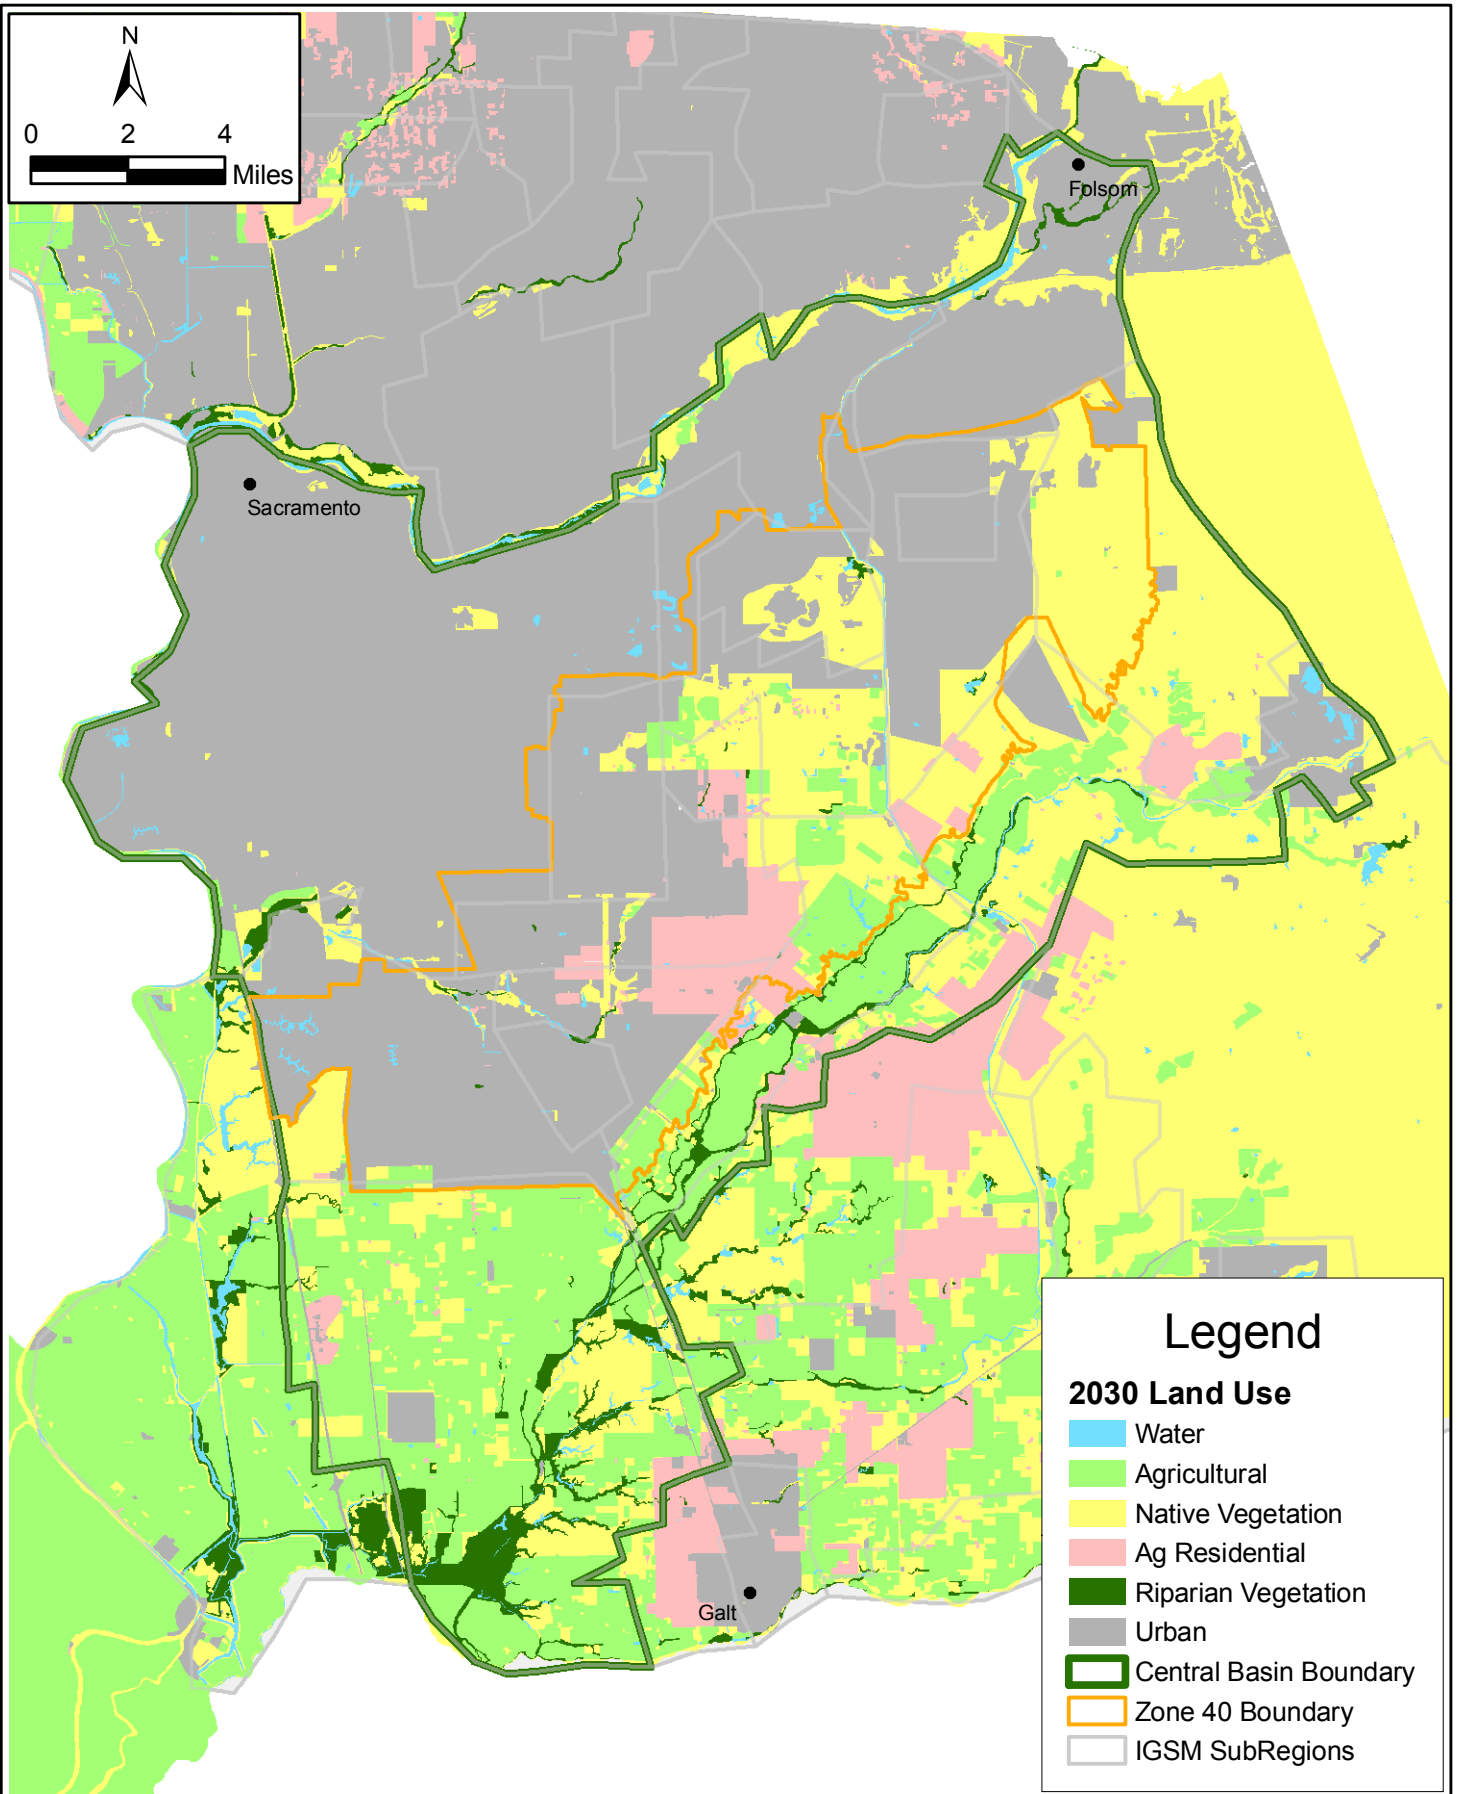 N
0 2 4
Miles
Folsom
Sacramento
Galt
Legend
2030 Land Use
Water
Agricultural
Native Vegetation
Ag Residential
Riparian Vegetation
Urban
Central Basin Boundary
Zone 40 Boundary
IGSM SubRegions